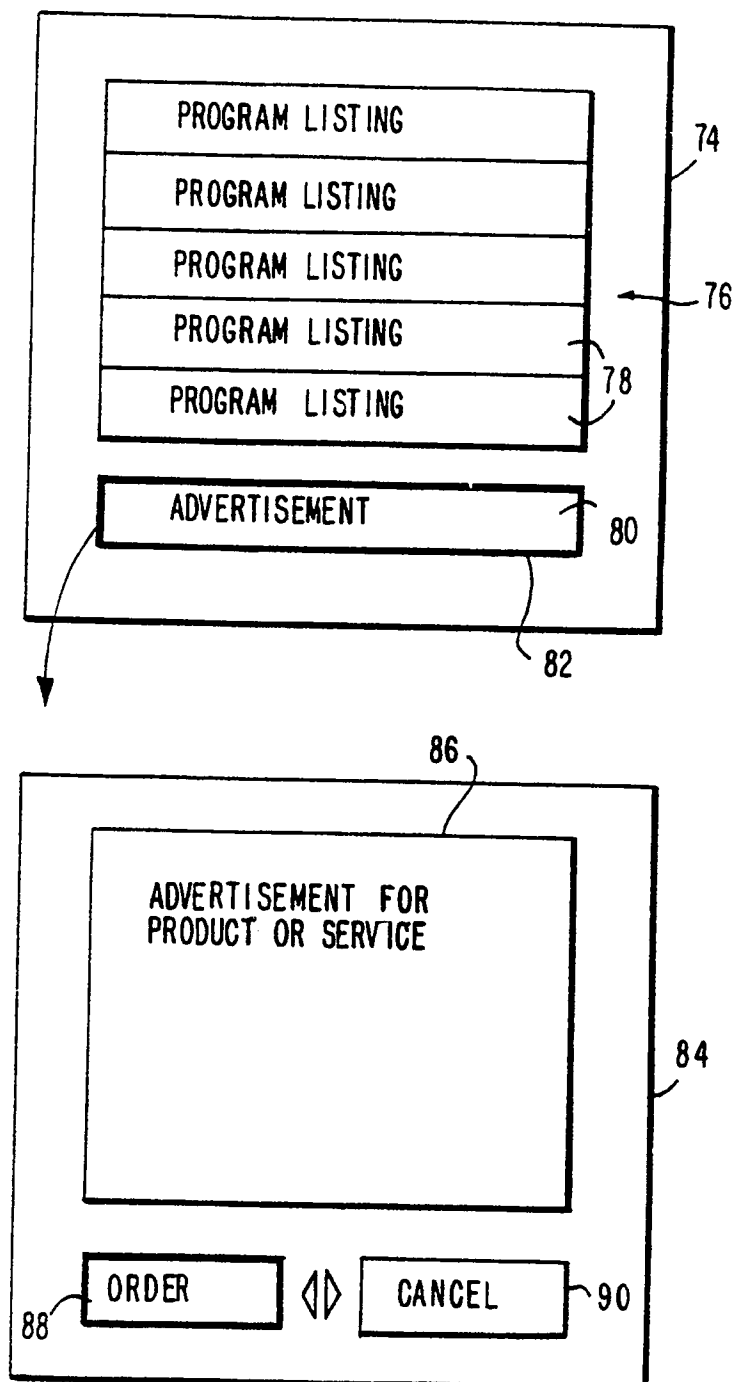 PROGRAM LISTING
74
PROGRAM LISTING
PROGRAM LISTING
76
PROGRAM LISTING
78
PROGRAM LISTING
ADVERTISEMENT
80
82
86
ADVERTISEMENT FOR
PRODUCT OR SERVICE
84
ORDER
CANCEL
90
88